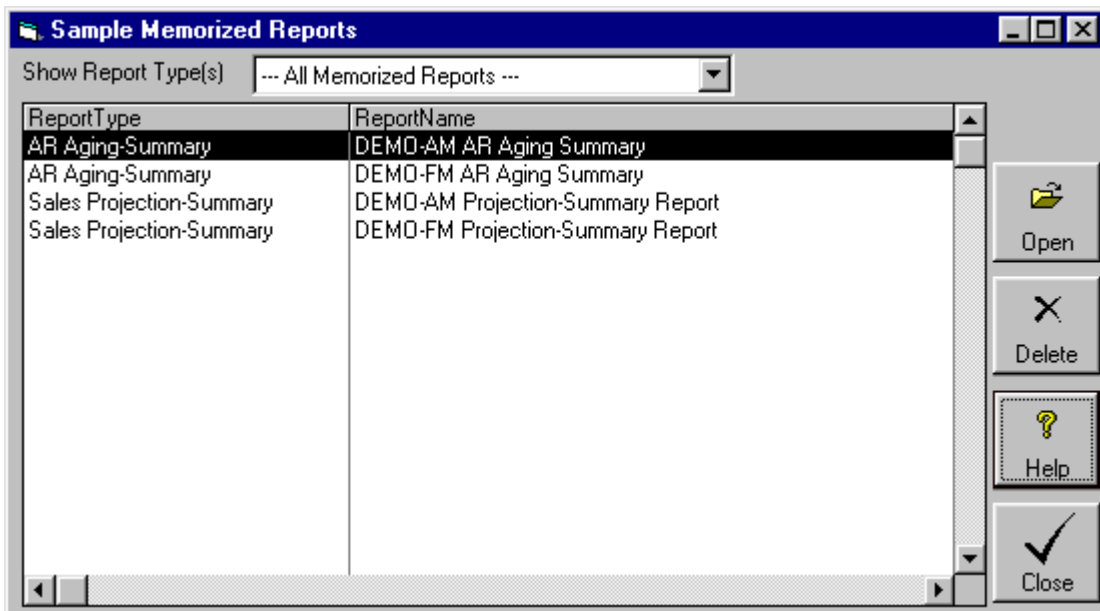 Sample Memorized Reports
Show Report Type(s) --- All Memorized Reports ---
ReportType ReportName
AR Aging-Summary DEMO-AM AR Aging Summary
AR Aging-Summary DEMO-FM AR Aging Summary
Sales Projection-Summary DEMO-AM Projection-Summary Report
Sales Projection-Summary DEMO-FM Projection-Summary Report
Open
Delete
Help
Close